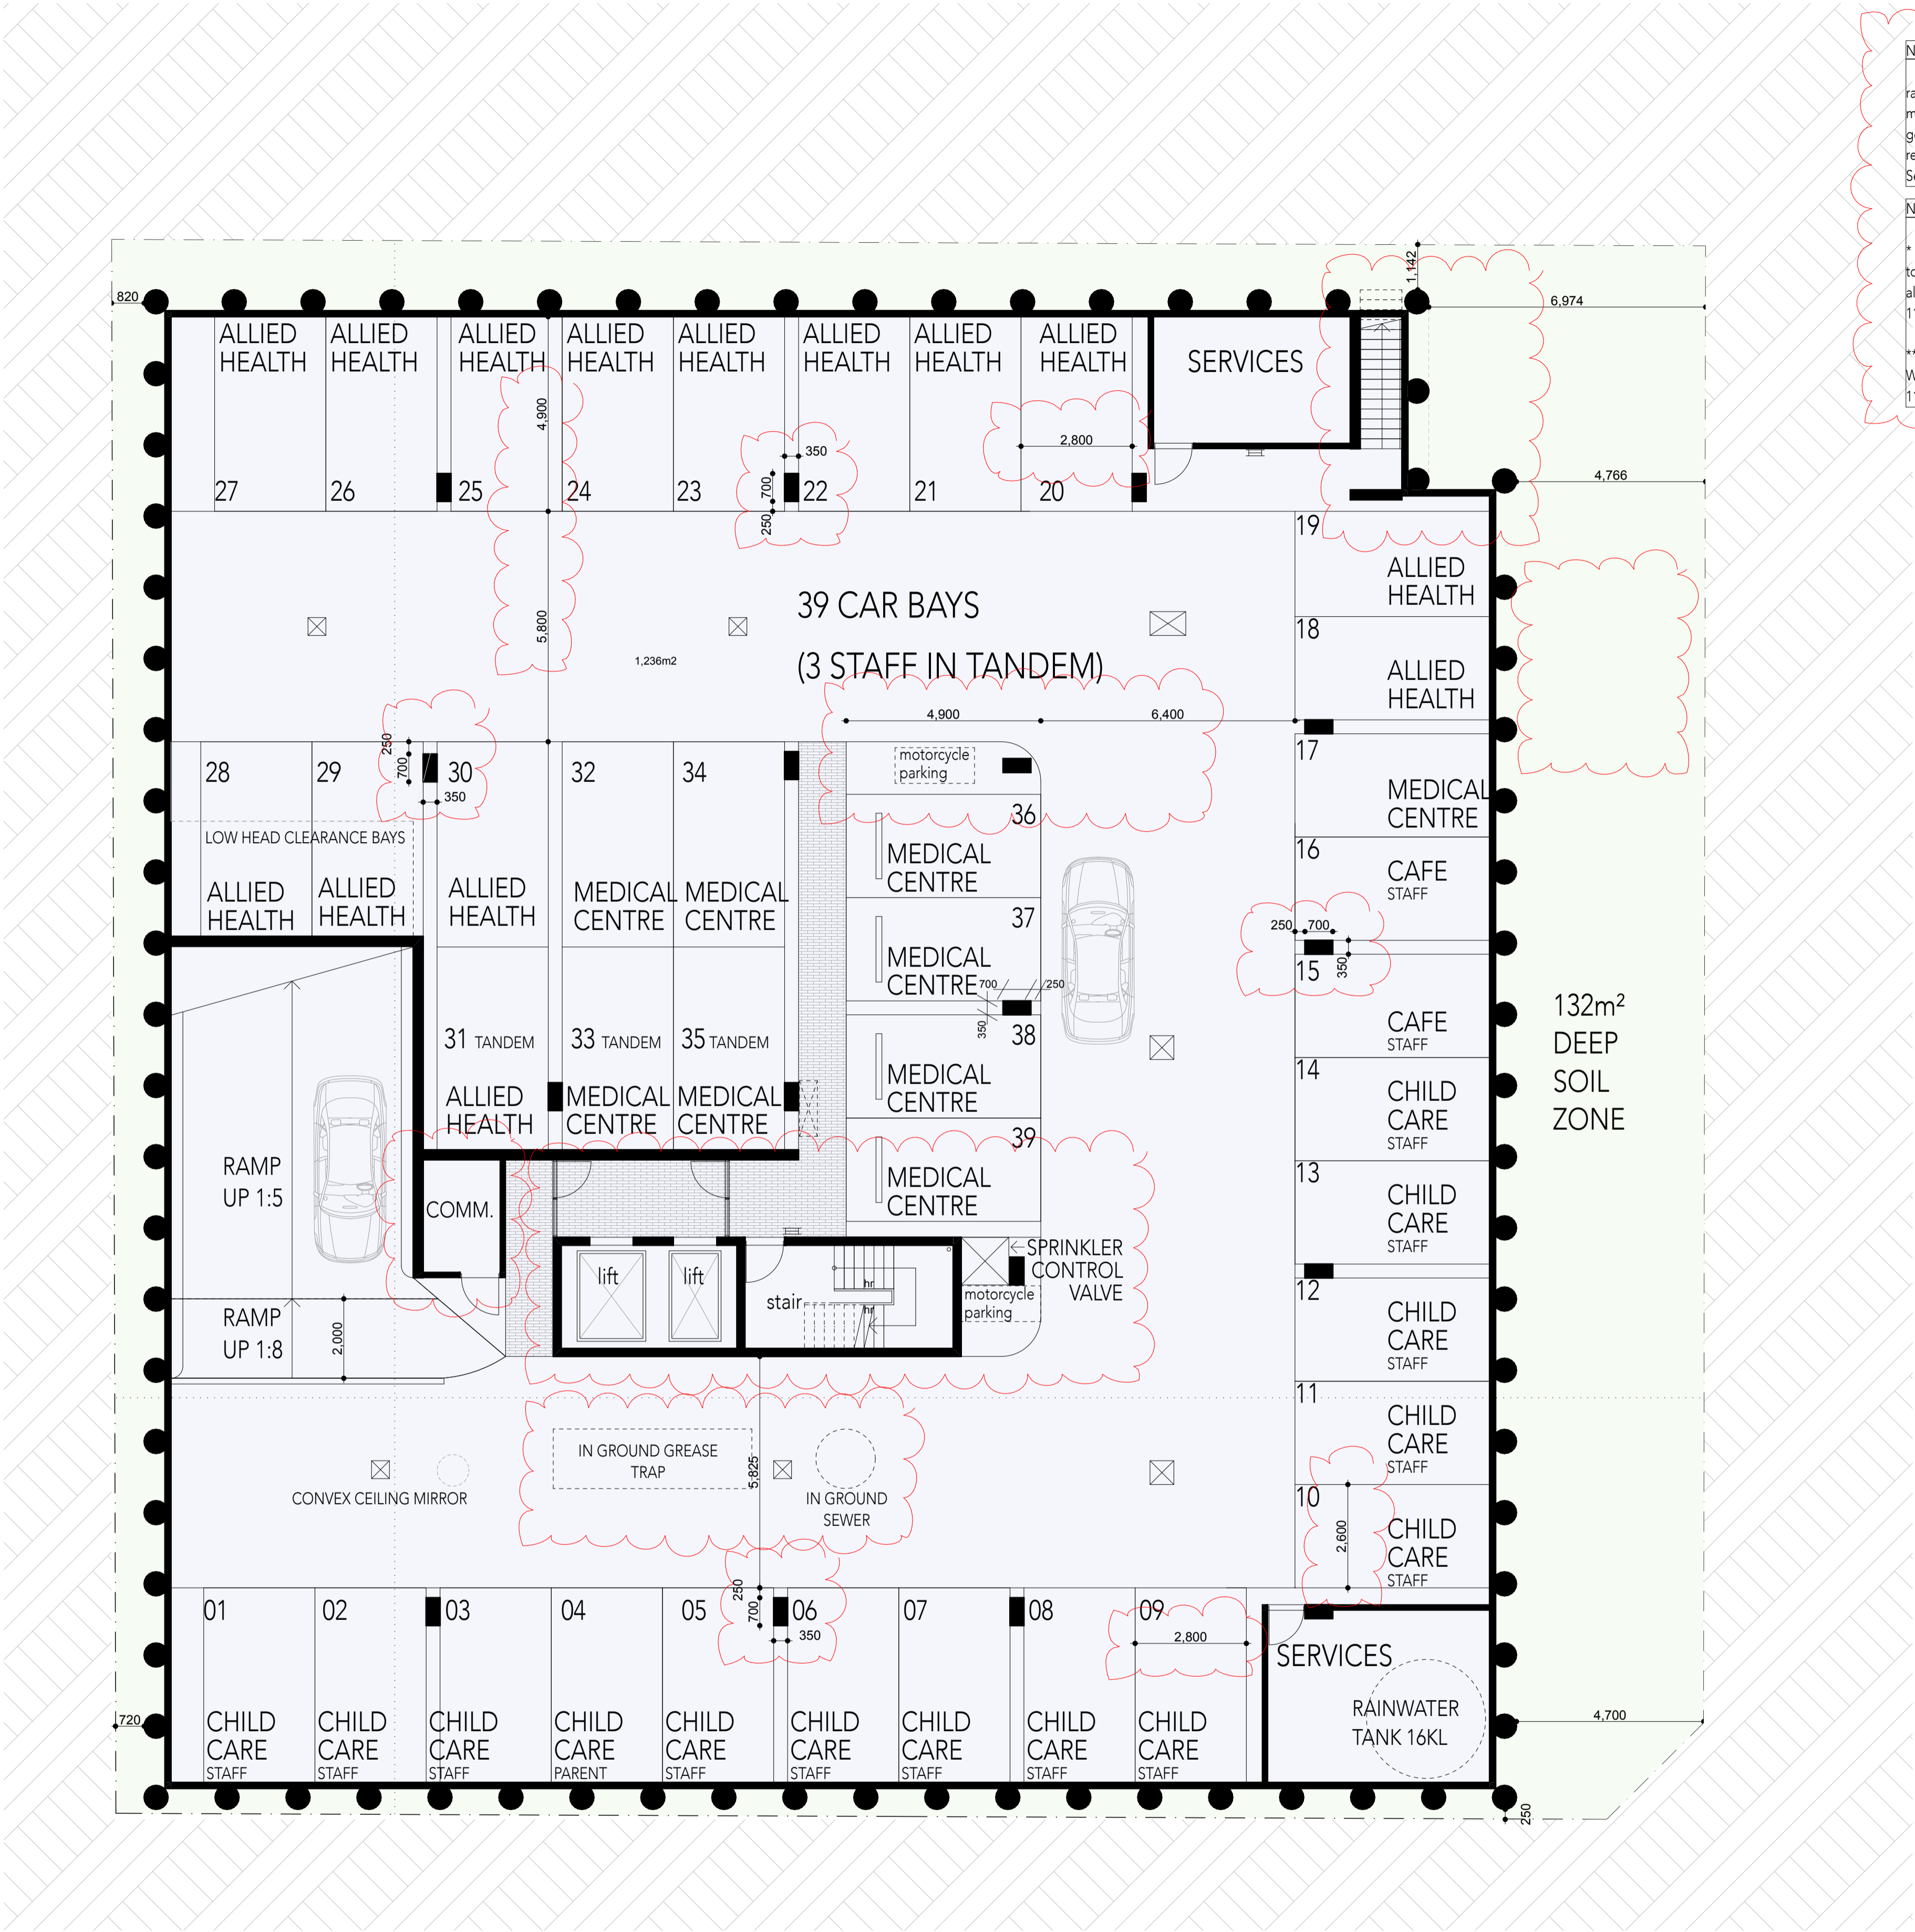 N
ra
m
re
1,142
820
6,974
ALLIED
HEALTH
ALLIED
HEALTH
ALLIED
HEALTH
ALLIED
HEALTH
ALLIED
HEALTH
ALLIED
HEALTH
ALLIED
HEALTH
ALLIED
HEALTH
SERVICES
N
*
**
4,900
2,800
350
700
250
4,766
27
26
25
24
23
22
21
20
19
ALLIED
HEALTH
39 CAR BAYS
(3 STAFF IN TANDEM)
5,800
1,236m2
18
ALLIED
HEALTH
4,900
6,400
250
700
350
28
29
30
32
34
motorcycle
parking
17
MEDICAL
CENTRE
36
LOW HEAD CLEARANCE BAYS
MEDICAL
CENTRE
16
CAFE
STAFF
ALLIED
HEALTH
ALLIED
HEALTH
ALLIED
HEALTH
MEDICAL
CENTRE
MEDICAL
CENTRE
37
250
700
350
MEDICAL
CENTRE
700
250
350
15
CAFE
STAFF
132m²
DEEP
SOIL
ZONE
31 TANDEM
33 TANDEM
35 TANDEM
38
MEDICAL
CENTRE
14
CHILD
CARE
STAFF
ALLIED
HEALTH
MEDICAL
CENTRE
MEDICAL
CENTRE
39
MEDICAL
CENTRE
RAMP
UP 1:5
COMM.
13
CHILD
CARE
STAFF
SPRINKLER
CONTROL
VALVE
lift
lift
stair
hr
hr
motorcycle
parking
RAMP
UP 1:8
2,000
12
CHILD
CARE
STAFF
11
CHILD
CARE
STAFF
IN GROUND GREASE
TRAP
5,825
IN GROUND
SEWER
CONVEX CEILING MIRROR
10
CHILD
CARE
STAFF
2,600
250
700
350
01
02
03
04
05
06
07
08
09
2,800
SERVICES
RAINWATER
TANK 16KL
CHILD
CARE
STAFF
CHILD
CARE
STAFF
CHILD
CARE
STAFF
CHILD
CARE
PARENT
CHILD
CARE
STAFF
CHILD
CARE
STAFF
CHILD
CARE
STAFF
CHILD
CARE
STAFF
CHILD
CARE
STAFF
720
4,700
250